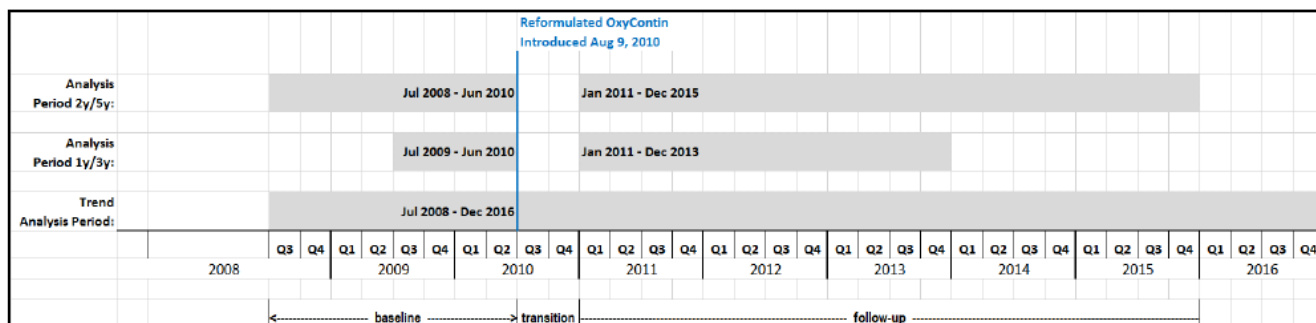 Reformulated OxyContin
Introduced Aug 9, 2010
Analysis
Period 2y/5y:
Jul 2008 - Jun 2010
Jan 2011 - Dec 2015
Analysis
Period 1y/3y:
Jul 2009 - Jun 2010
Jan 2011 - Dec 2013
Trend
Analysis Period:
Jul 2008 - Dec 2016
Q3 Q4 Q1 Q2 Q3 Q4 Q1 Q2 Q3 Q4 Q1 Q2 Q3 Q4 Q1 Q2 Q3 Q4 Q1 Q2 Q3 Q4 Q1 Q2 Q3 Q4 Q1 Q2 Q3 Q4 Q1 Q2 Q3 Q4
2008 2009 2010 2011 2012 2013 2014 2015 2016
baseline transition follow-up